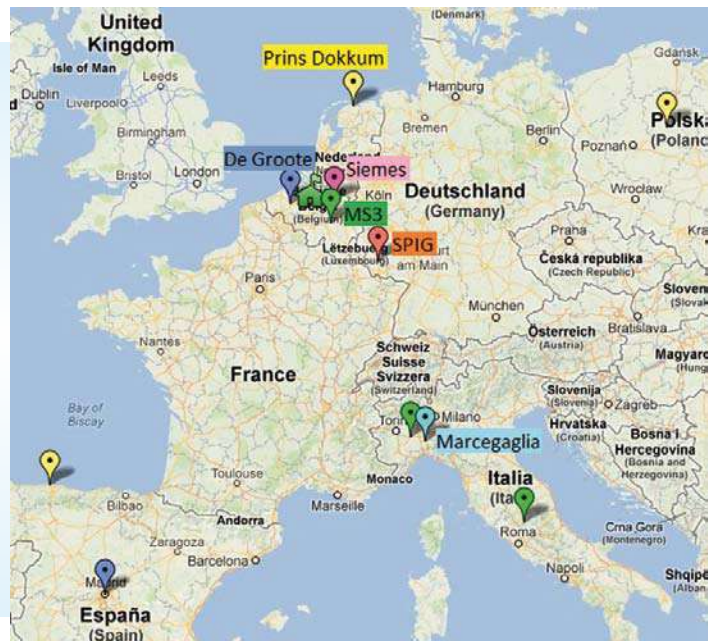 United
Kingdom
(Denmark)
Isle of Man
Leeds
Dublin
Liverpool
Birmingham
Bristol
London
Prins Dokkum
Hamburg
Bremen
Gdańsk
Polska
(Poland
Poznań
Berlin
Wrocław
De Groote
Nederland
Siemes
MS3
(Belgium)
Köln
Deutschland
(Germany)
Lëtzebuerg
(Luxembourg)
SPIG
am Main
Praha
Česká republika
(Czech Republic)
Paris
Nantes
München
Bratislava
Österreich
(Austria)
Schweiz
Suisse
Svizzera
(Switzerland)
France
Bay of
Biscay
Milano
Marcegaglia
Slovenija
(Slovenia)
Zagreb
Hrvatska
(Croatia)
Bosna i
Hercegovina
(Bosnia and
Herzegovina)
Monaco
Toulouse
Marseille
Bilbao
Andorra
Zaragoza
Barcelona
Madrid
España
(Spain)
Italia
Roma
Napoli
Crna Gora
(Montenegro)